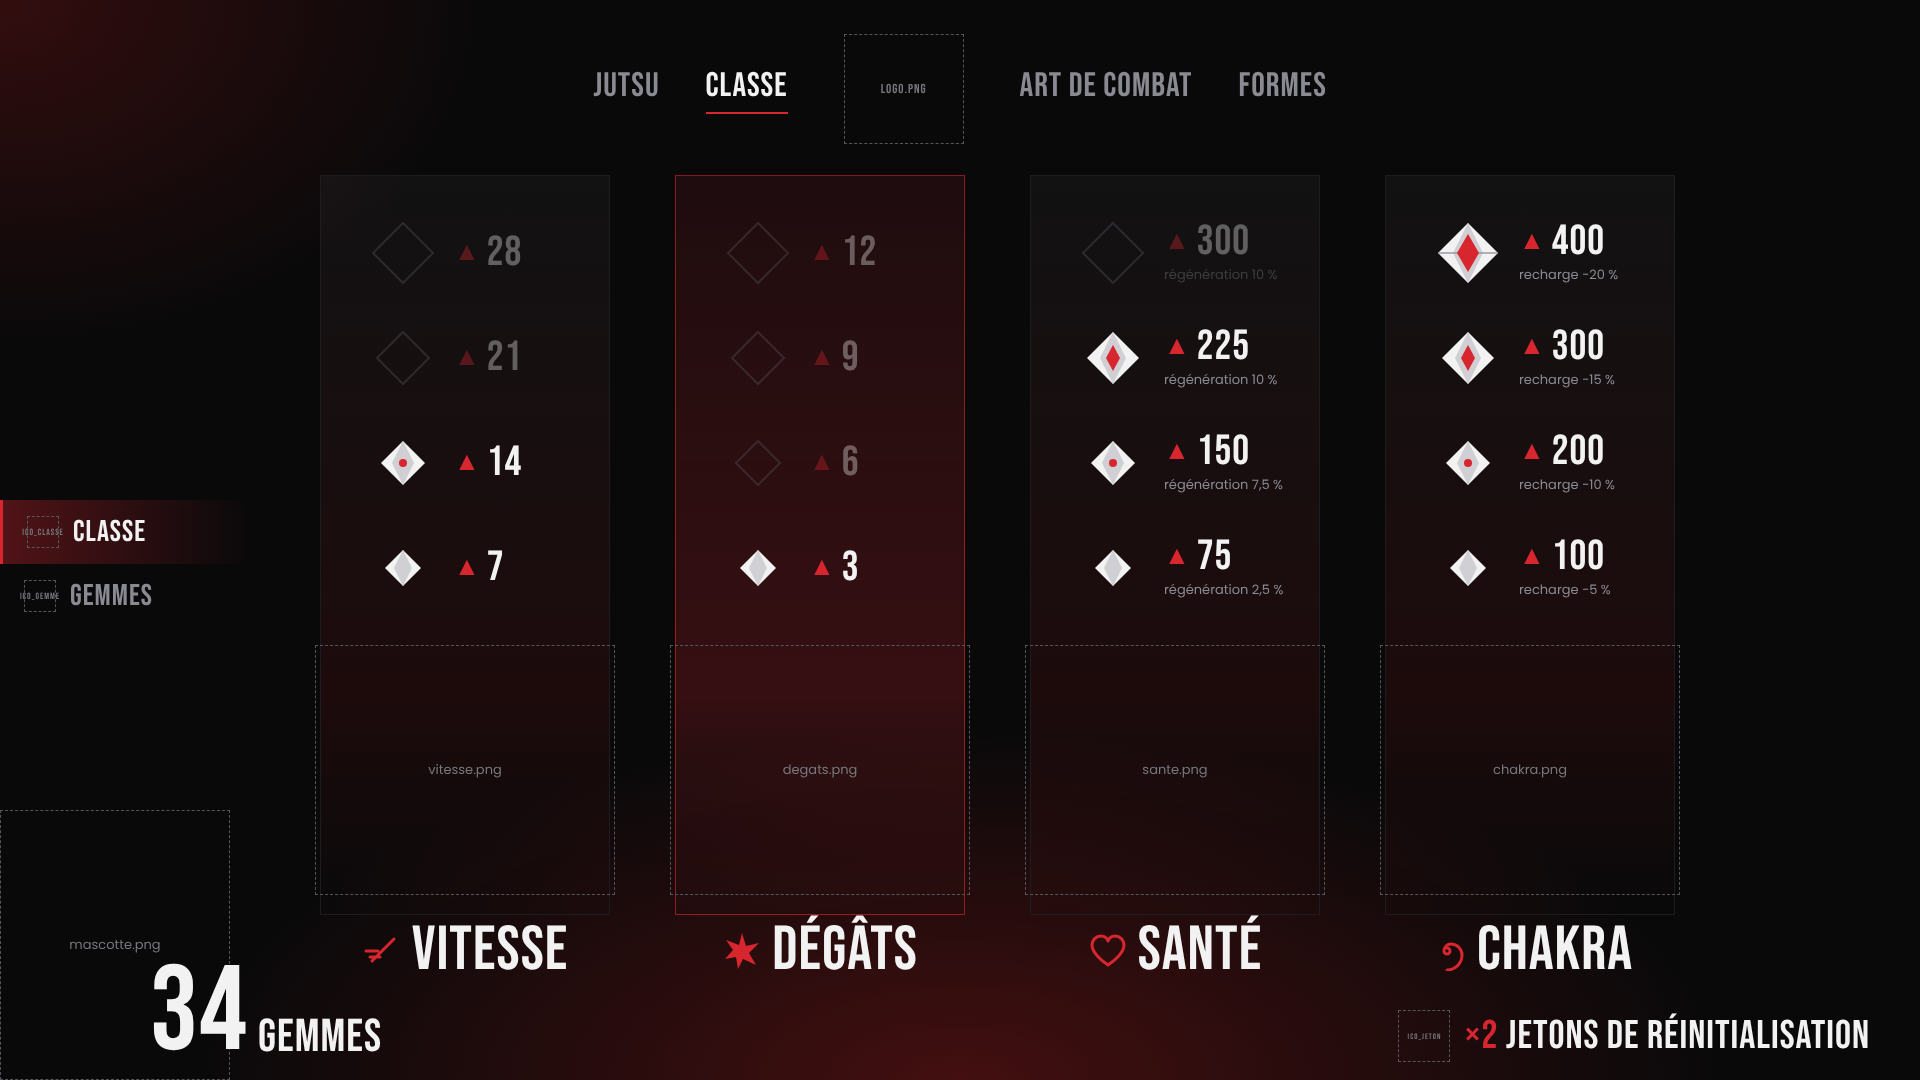 JUTSU
CLASSE
LOGO.PNG
ART DE COMBAT
FORMES
28
21
14
7
vitesse.png
VITESSE
12
9
6
3
degats.png
DÉGÂTS
300
régénération 10 %
225
régénération 10 %
150
régénération 7,5 %
75
régénération 2,5 %
sante.png
SANTÉ
400
recharge -20 %
300
recharge -15 %
200
recharge -10 %
100
recharge -5 %
chakra.png
CHAKRA
ICO_CLASSE
CLASSE
ICO_GEMME
GEMMES
mascotte.png
34 GEMMES
ICO_JETON
×2 JETONS DE RÉINITIALISATION